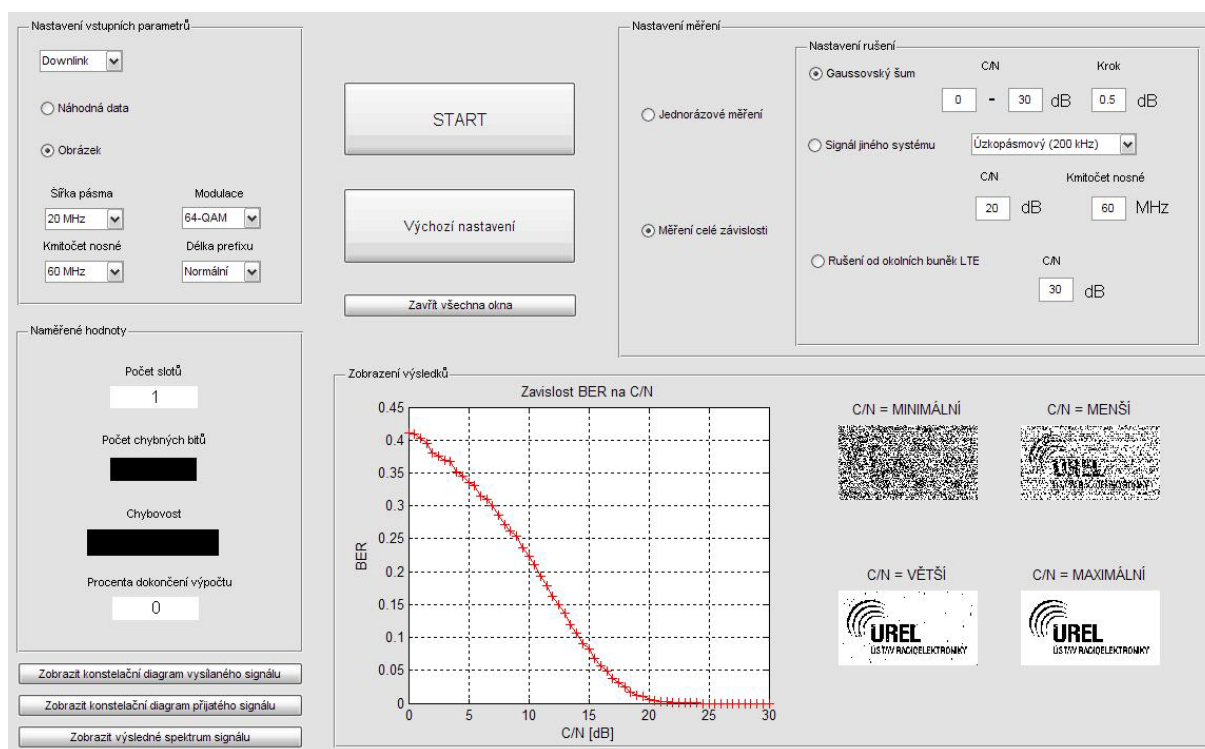 Nastavení vstupních parametrů
Downlink
Náhodná data
Obrázek
Šířka pásma
Modulace
20 MHz
64-QAM
Kmitočet nosné
Délka prefixu
60 MHz
Normální
START
Výchozí nastavení
Zavřít všechna okna
Nastavení měření
Jednorázové měření
Měření celé závislosti
Nastavení rušení
Gaussovský šum
C/N
Krok
0 - 30 dB 0.5 dB
Signál jiného systému
Úzkopásmový (200 kHz)
C/N
Kmitočet nosné
20 dB
60 MHz
Rušení od okolních buněk LTE
C/N
30 dB
Naměřené hodnoty
Počet slotů
1
Počet chybných bitů
Chybovost
Procenta dokončení výpočtu
0
Zobrazit konstelační diagram vysílaného signálu
Zobrazit konstelační diagram přijatého signálu
Zobrazit výsledné spektrum signálu
Zobrazení výsledků
Zavislost BER na C/N
0.45
0.4
0.35
0.3
0.25
0.2
0.15
0.1
0.05
0
BER
0 5 10 15 20 25 30
C/N [dB]
C/N = MINIMÁLNÍ
C/N = MENŠÍ
UREL
ÚSTAV RADIOELEKTRONIKY
C/N = VĚTŠÍ
UREL
ÚSTAV RADIOELEKTRONIKY
C/N = MAXIMÁLNÍ
UREL
ÚSTAV RADIOELEKTRONIKY